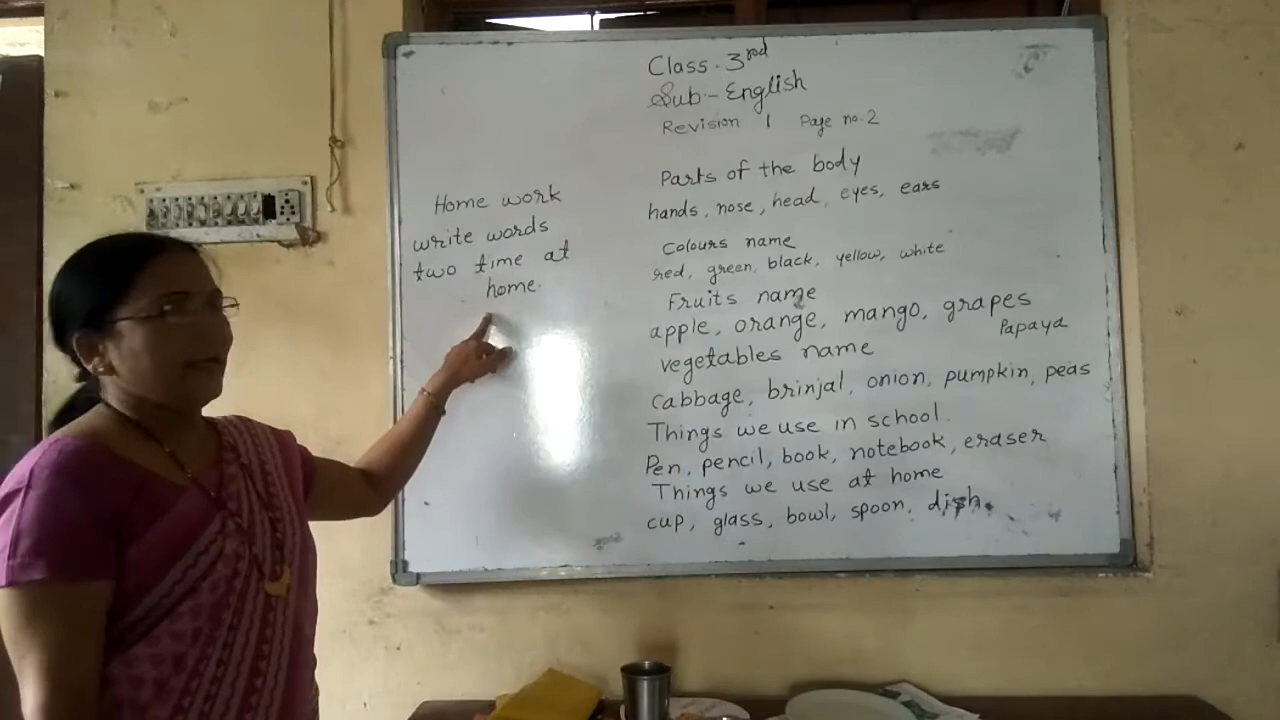 Class. 3rd
Sub - English
Revision 1 Page no. 2
Home work
write words
two time at
home.
Parts of the body
hands, nose, head, eyes, ears
Colours name
red, green, black, yellow, white
Fruits name
apple, orange, mango, grapes
Papaya
vegetables name
cabbage, brinjal, onion, pumpkin, peas
Things we use in school.
Pen, pencil, book, notebook, eraser
Things we use at home
cup, glass, bowl, spoon, dish.